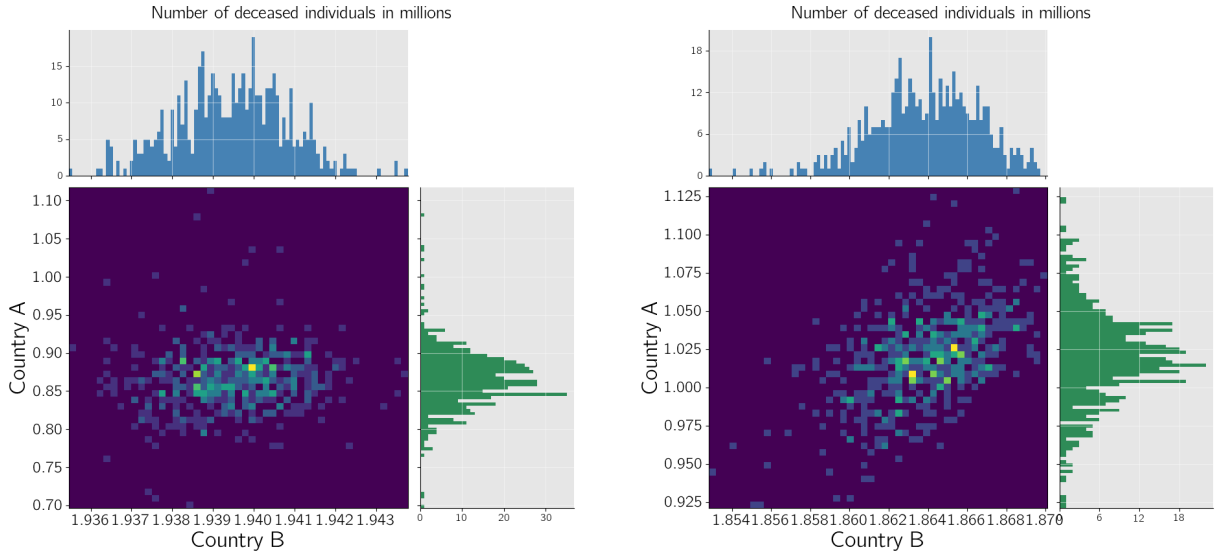 Number of deceased individuals in millions
15
10
5
0
1.10
1.05
1.00
0.95
0.90
0.85
0.80
0.75
0.70
Country A
1.936 1.937 1.938 1.939 1.940 1.941 1.942 1.943
Country B
0 10 20 30
Number of deceased individuals in millions
18
12
6
0
1.125
1.100
1.075
1.050
1.025
1.000
0.975
0.950
0.925
Country A
1.854 1.856 1.858 1.860 1.862 1.864 1.866 1.868 1.870
Country B
0 6 12 18